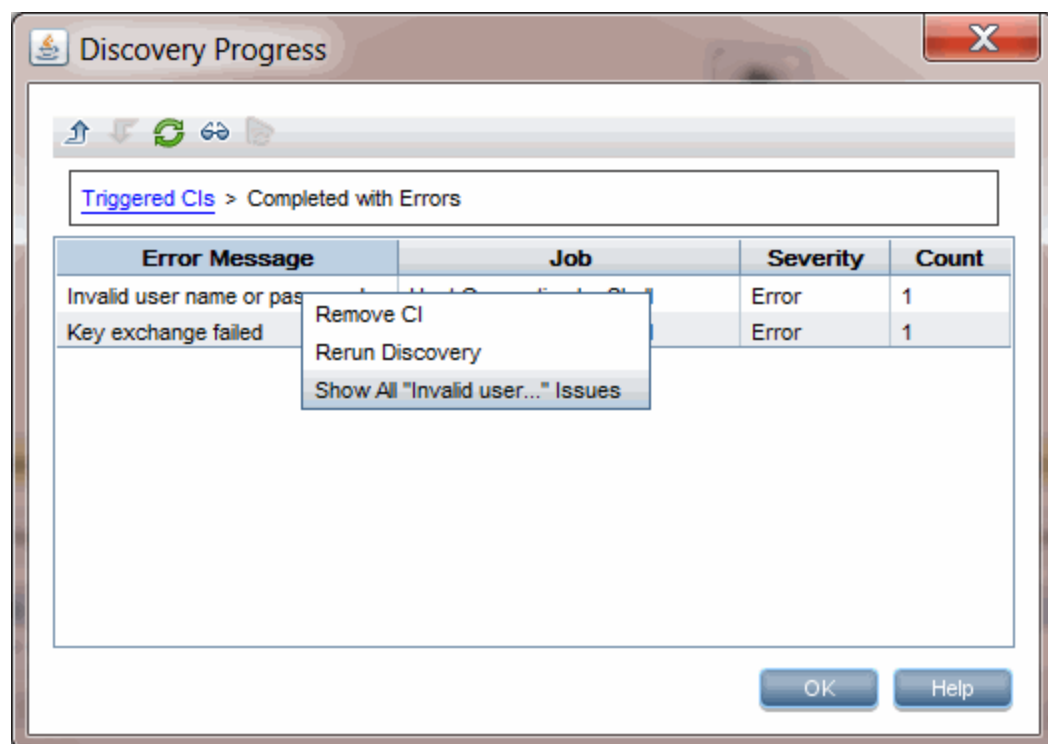 Discovery Progress
Triggered CIs > Completed with Errors
Error Message Job Severity Count
Invalid user name or Error 1
Key exchange failed Error 1
Remove CI
Rerun Discovery
Show All "Invalid user..." Issues
OK Help